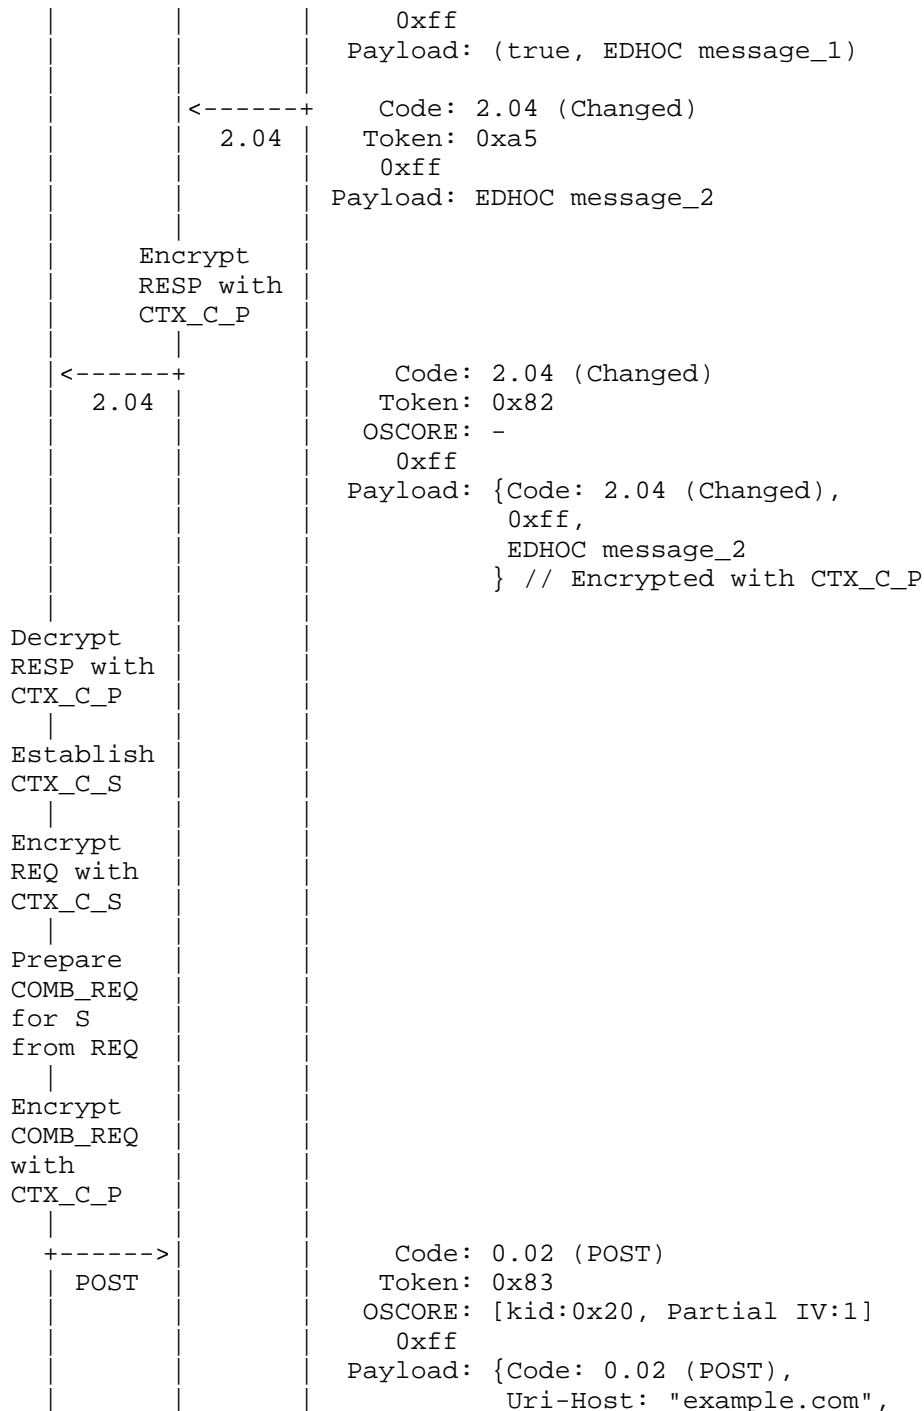 0xff
Payload: (true, EDHOC message_1)
<------+ Code: 2.04 (Changed)
2.04 Token: 0xa5
0xff
Payload: EDHOC message_2
Encrypt
RESP with
CTX_C_P
<------+ Code: 2.04 (Changed)
2.04 Token: 0x82
OSCORE: -
0xff
Payload: {Code: 2.04 (Changed),
0xff,
EDHOC message_2
} // Encrypted with CTX_C_P
Decrypt
RESP with
CTX_C_P
Establish
CTX_C_S
Encrypt
REQ with
CTX_C_S
Prepare
COMB_REQ
for S
from REQ
Encrypt
COMB_REQ
with
CTX_C_P
+------> Code: 0.02 (POST)
POST Token: 0x83
OSCORE: [kid:0x20, Partial IV:1]
0xff
Payload: {Code: 0.02 (POST),
Uri-Host: "example.com",